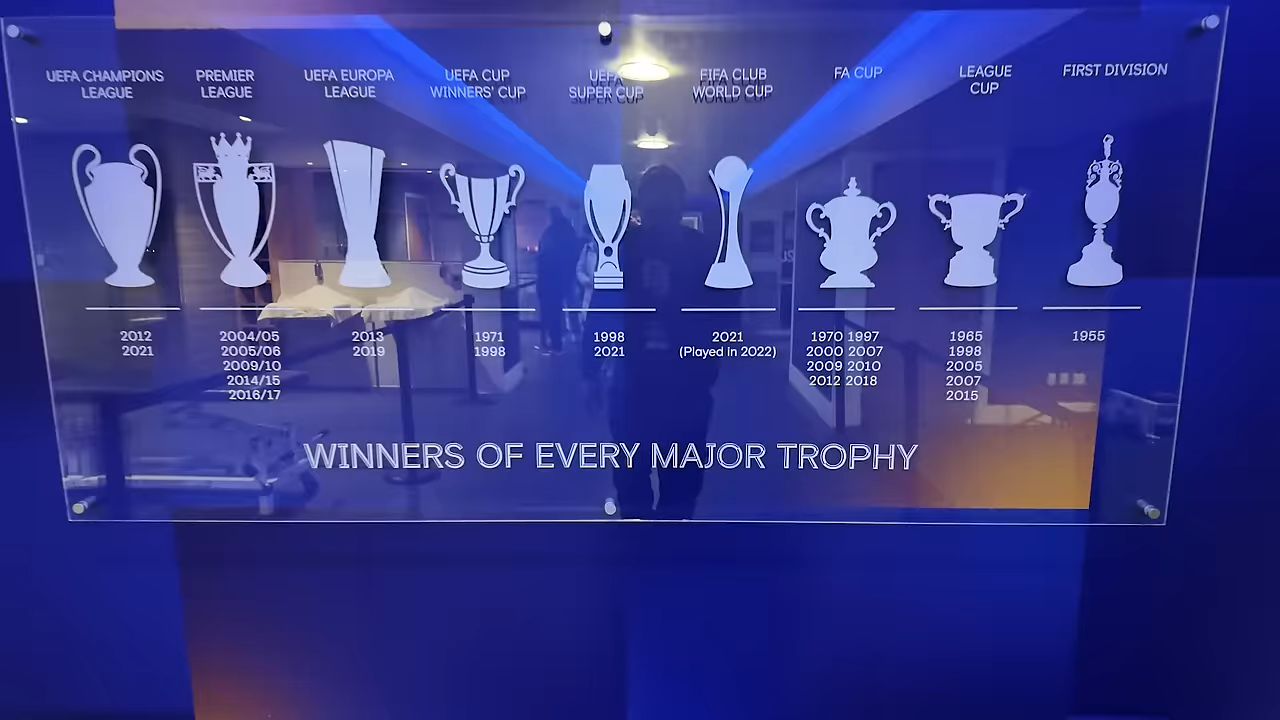 UEFA CHAMPIONS
LEAGUE
PREMIER
LEAGUE
UEFA EUROPA
LEAGUE
UEFA CUP
WINNERS' CUP
UEFA
SUPER CUP
FIFA CLUB
WORLD CUP
FA CUP
LEAGUE
CUP
FIRST DIVISION
2012
2021
2004/05
2005/06
2009/10
2014/15
2016/17
2013
2019
1971
1998
1998
2021
2021
(Played in 2022)
1970 1997
2000 2007
2009 2010
2012 2018
1965
1998
2005
2007
2015
1955
WINNERS OF EVERY MAJOR TROPHY